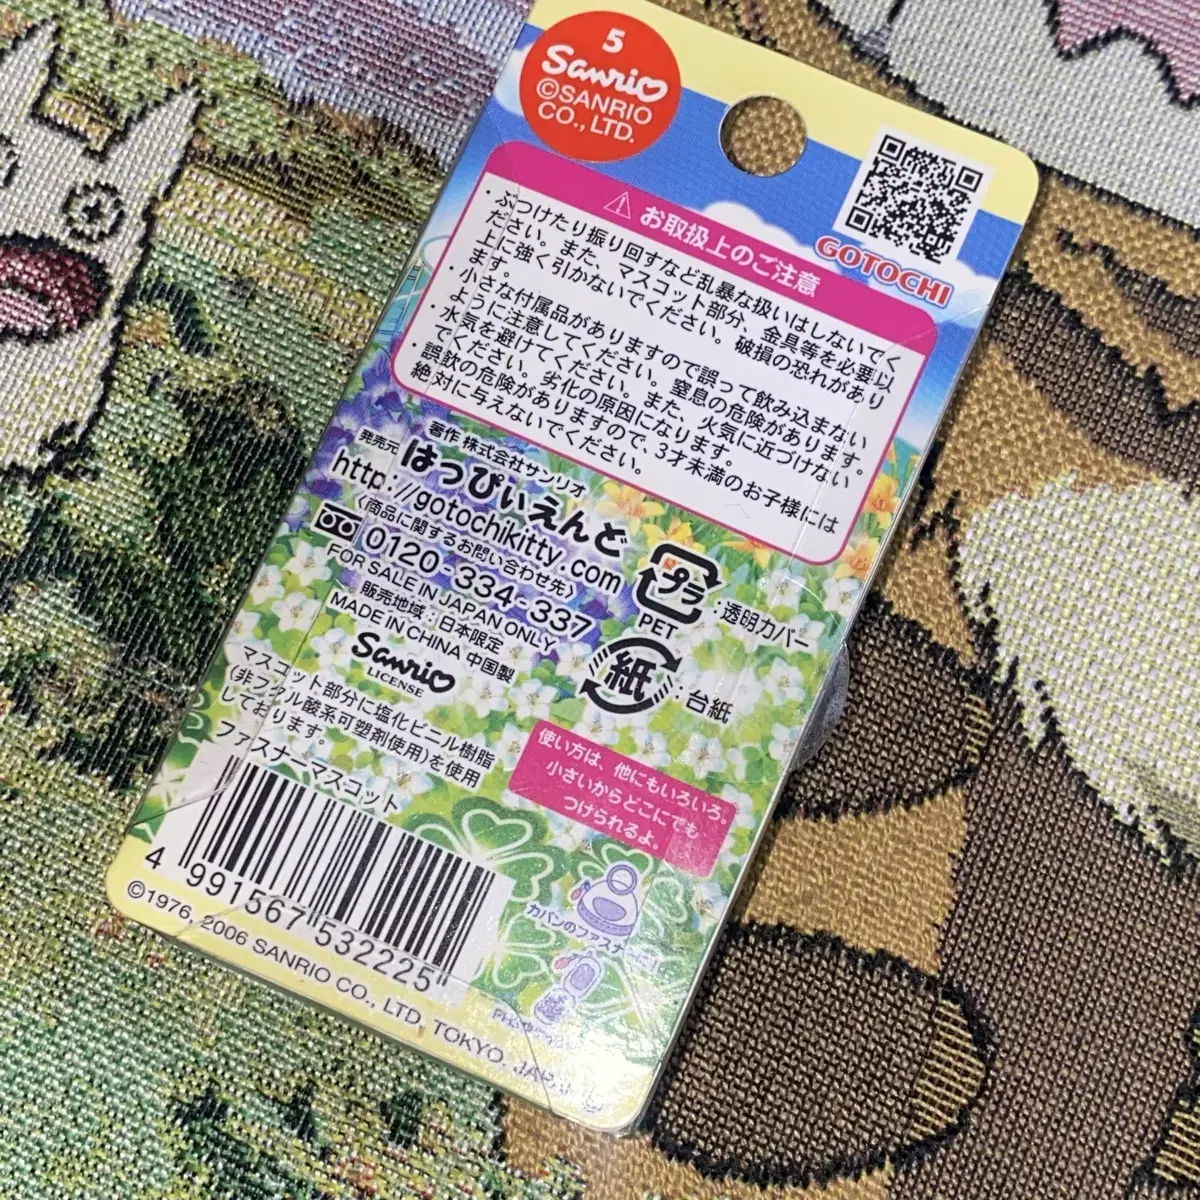 5
Sanrio
©SANRIO
CO., LTD.
GOTOCHI
⚠お取扱上のご注意
・ぶつけたり振り回すなど乱暴な扱いはしないでく
ださい。また、マスコット部分、金具等を必要以
上に強く引かないでください。破損の恐れがあり
ます。
・小さな付属品がありますので誤って飲み込まない
ように注意してください。窒息の危険があります。
・水気を避けてください。また、火気に近づけない
でください。劣化の原因になります。
・誤飲の危険がありますので、3才未満のお子様には
絶対に与えないでください。
著作 株式会社サンリオ
発売元 はっぴぃえんど
http://gotochikitty.com
〈商品に関するお問い合わせ先〉
0120-334-337
FOR SALE IN JAPAN ONLY
販売地域：日本限定
MADE IN CHINA 中国製
Sanrio
LICENSE
プラ
PET
：透明カバー
紙
：台紙
マスコット部分に塩化ビニール樹脂
(非フタル酸系可塑剤使用)を使用
しております。
ファスナーマスコット
使い方は、他にもいろいろ。
小さいからどこにでも
つけられるよ。
カバンのファスナーに!
4 991567 532225
©1976, 2006 SANRIO CO., LTD. TOKYO, JAPAN